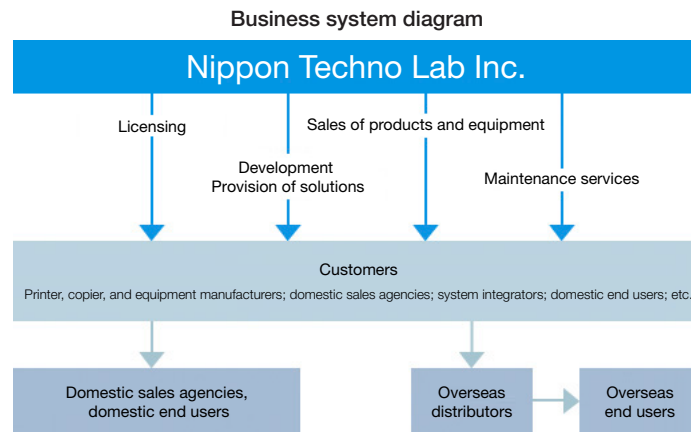 Business system diagram
Nippon Techno Lab Inc.
Licensing
Sales of products and equipment
Development
Provision of solutions
Maintenance services
Customers
Printer, copier, and equipment manufacturers; domestic sales agencies; system integrators; domestic end users; etc.
Domestic sales agencies,
domestic end users
Overseas
distributors
Overseas
end users